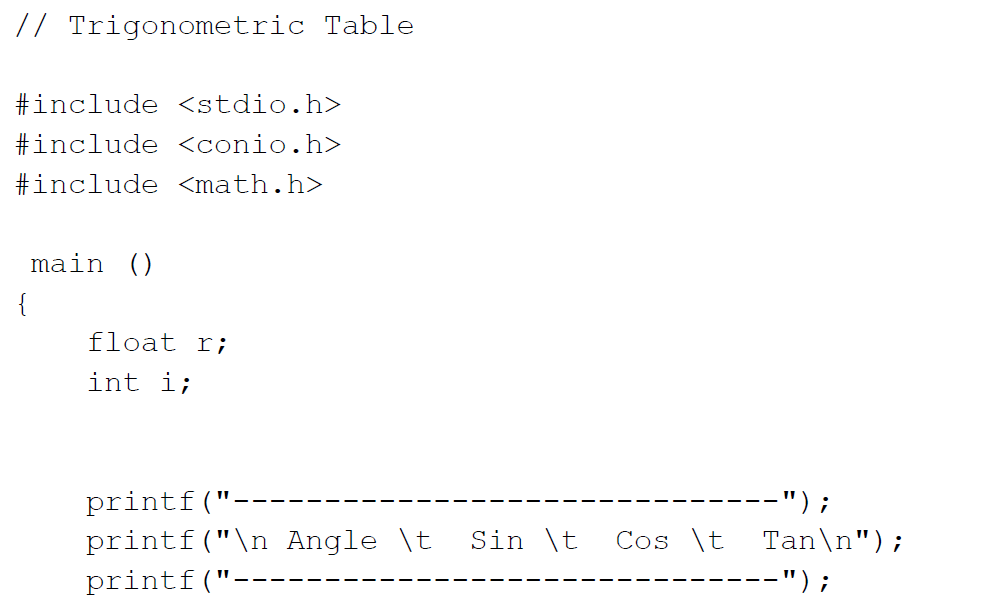 // Trigonometric Table
#include <stdio.h>
#include <conio.h>
#include <math.h>
main ()
{
float r;
int i;
printf("------------------------------");
printf("\n Angle \t  Sin \t  Cos \t  Tan\n");
printf("------------------------------");